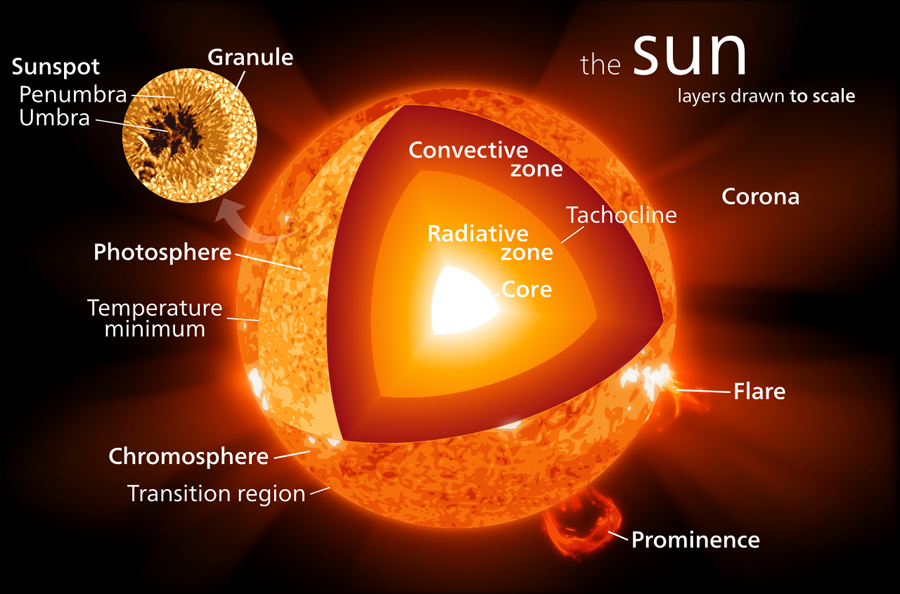 the sun
layers drawn to scale
Sunspot
Granule
Penumbra
Umbra
Convective
zone
Corona
Tachocline
Radiative
zone
Photosphere
Core
Temperature
minimum
Flare
Chromosphere
Transition region
Prominence